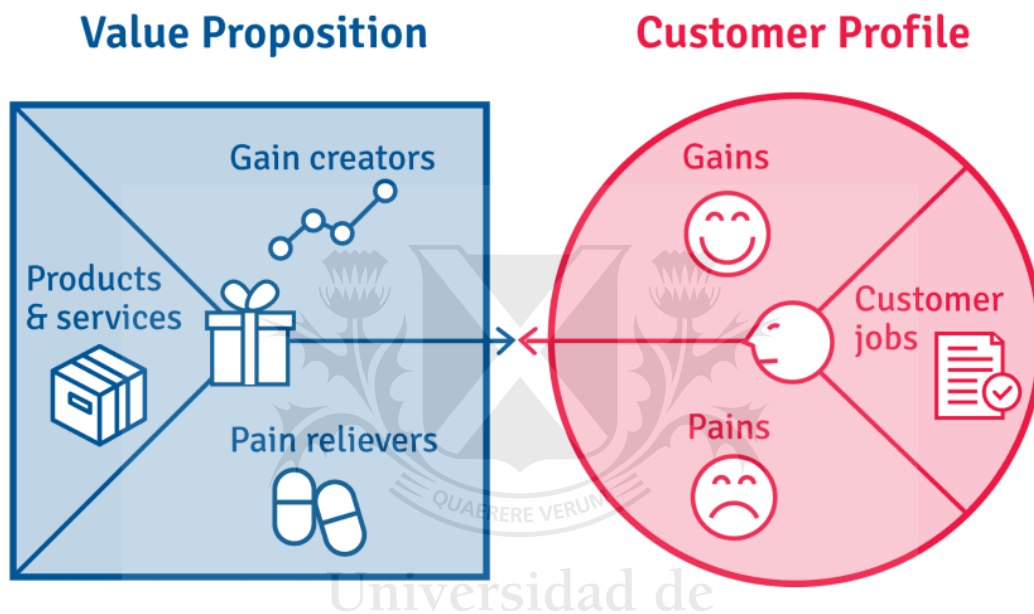 Value Proposition
Customer Profile
Gain creators
Products
& services
Pain relievers
Gains
Customer
jobs
Pains
QUAERERE VERUM
Universidad de